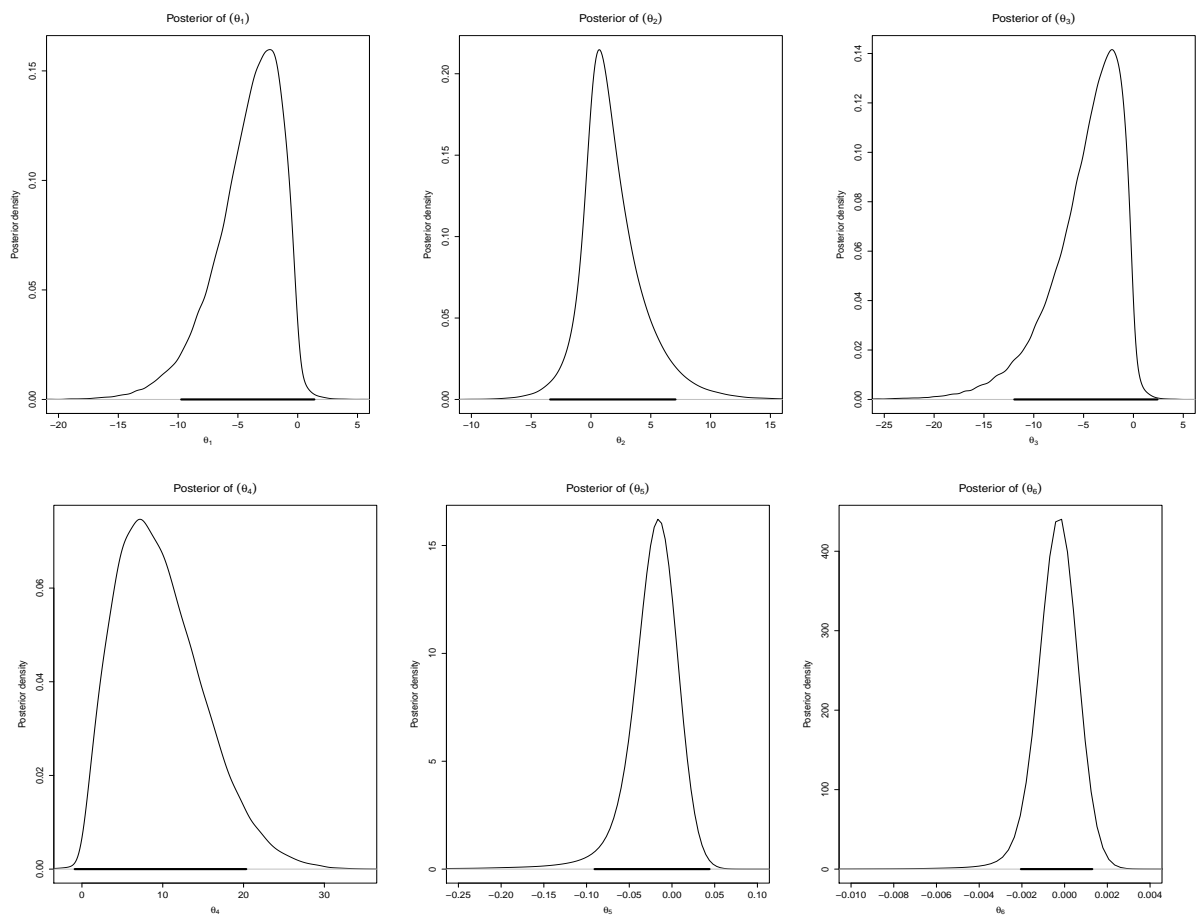 Posterior of (θ₁)
Posterior density
0.00 0.05 0.10 0.15
−20 −15 −10 −5 0 5
θ₁
Posterior of (θ₂)
Posterior density
0.00 0.05 0.10 0.15 0.20
−10 −5 0 5 10 15
θ₂
Posterior of (θ₃)
Posterior density
0.00 0.02 0.04 0.06 0.08 0.10 0.12 0.14
−25 −20 −15 −10 −5 0 5
θ₃
Posterior of (θ₄)
Posterior density
0.00 0.02 0.04 0.06
0 10 20 30
θ₄
Posterior of (θ₅)
Posterior density
0 5 10 15
−0.25 −0.20 −0.15 −0.10 −0.05 0.00 0.05 0.10
θ₅
Posterior of (θ₆)
Posterior density
0 100 200 300 400
−0.010 −0.008 −0.006 −0.004 −0.002 0.000 0.002 0.004
θ₆